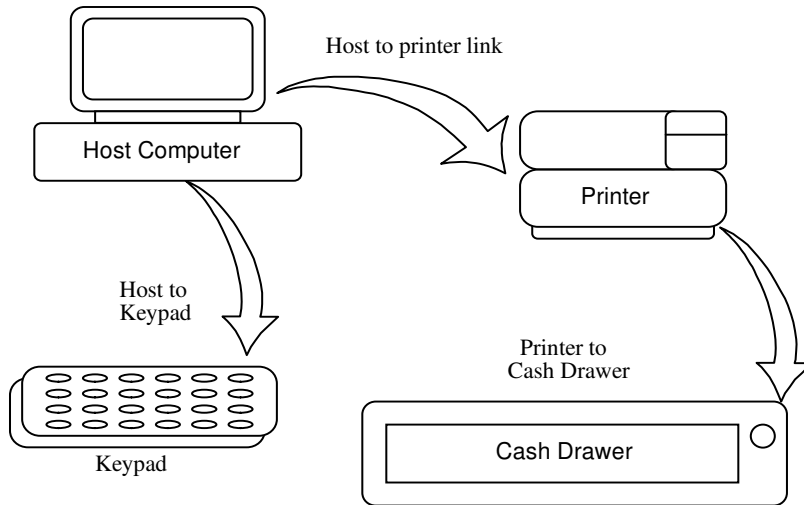 Host to printer link
Host Computer
Printer
Host to
Keypad
Printer to
Cash Drawer
Cash Drawer
Keypad